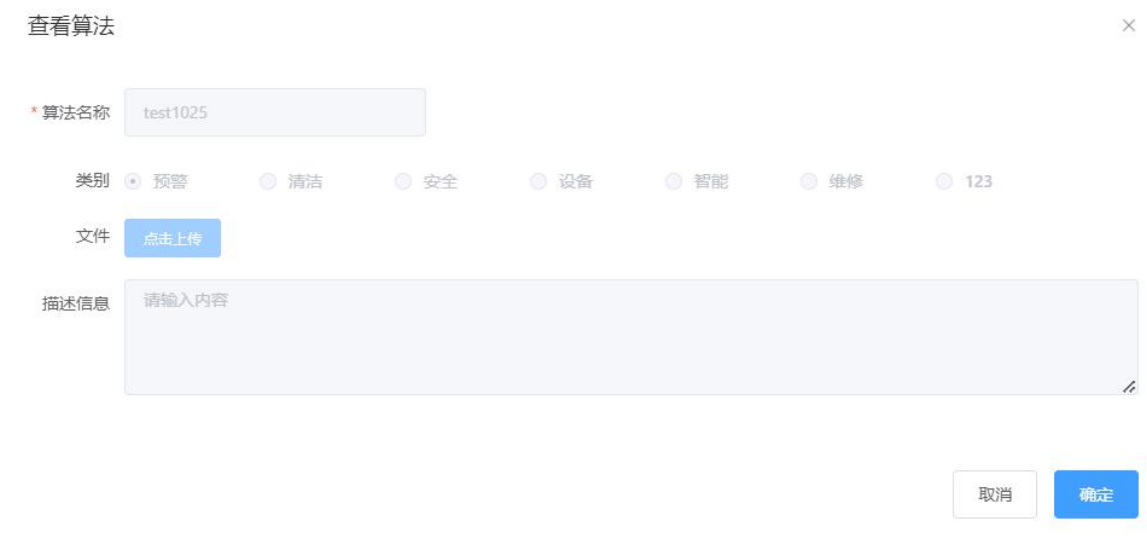 查看算法
* 算法名称 test1025
类别 预警 清洁 安全 设备 智能 维修 123
文件 点击上传
描述信息 请输入内容
取消 确定